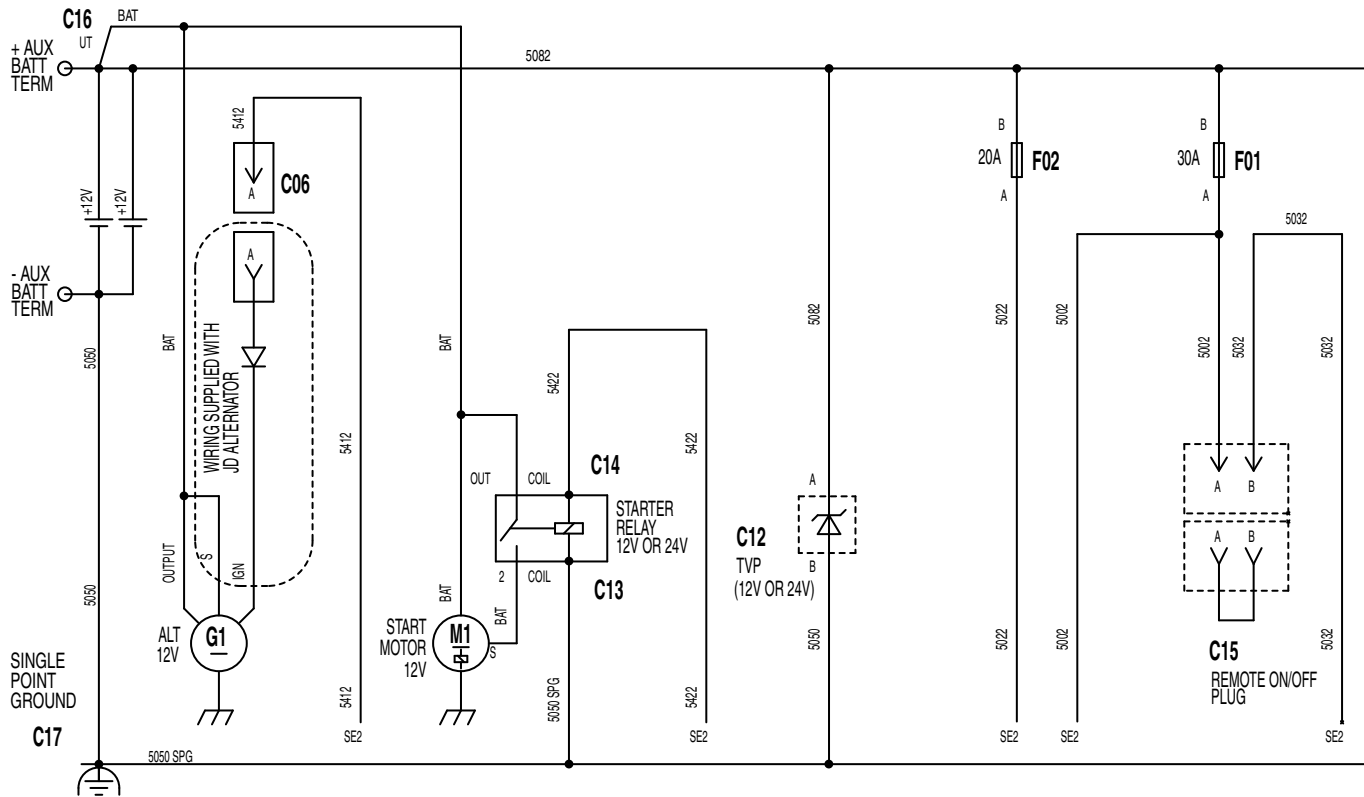 C16
BAT
UT
+ AUX
BATT
TERM
5082
5412
B
B
20A
F02
30A
F01
A
C06
+12V
+12V
A
A
5032
A
- AUX
BATT
TERM
5082
5022
5002
BAT
BAT
5050
WIRING SUPPLIED WITH
JD ALTERNATOR
5002
5032
5032
5422
5412
5422
C14
OUT
COIL
A
A
B
STARTER
RELAY
12V OR 24V
C12
TVP
(12V OR 24V)
A
B
OUTPUT
S
IGN
2
COIL
C13
B
5050
BAT
BAT
ALT
12V
G1
START
MOTOR
12V
M1
S
5050
5022
5002
5032
C15
REMOTE ON/OFF
PLUG
SINGLE
POINT
GROUND
5412
5050 SPG
5422
C17
SE2
SE2
SE2
SE2
SE2
5050 SPG